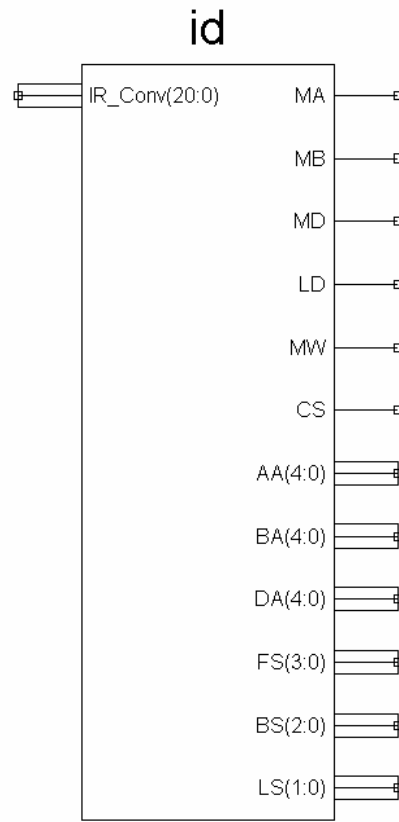 id
IR_Conv(20:0) MA
MB
MD
LD
MW
CS
AA(4:0)
BA(4:0)
DA(4:0)
FS(3:0)
BS(2:0)
LS(1:0)